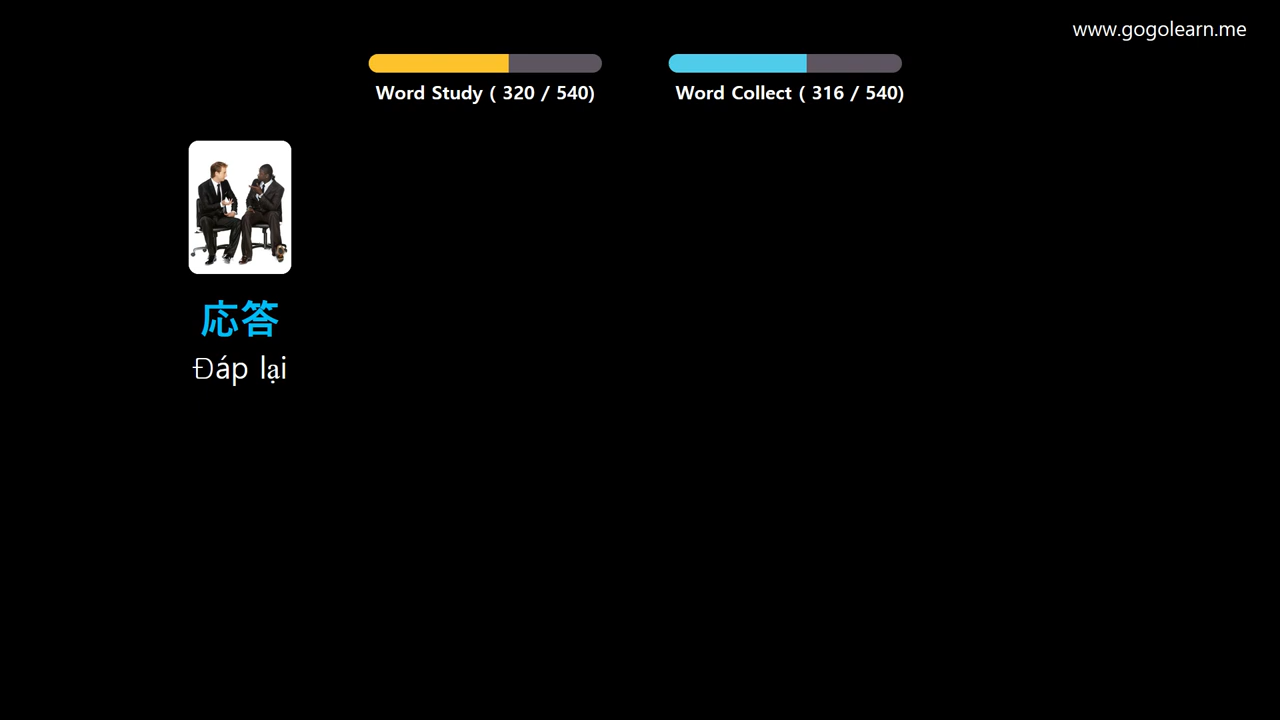 www.gogolearn.me
Word Study ( 320 / 540)
Word Collect ( 316 / 540)
応答
Đáp lại